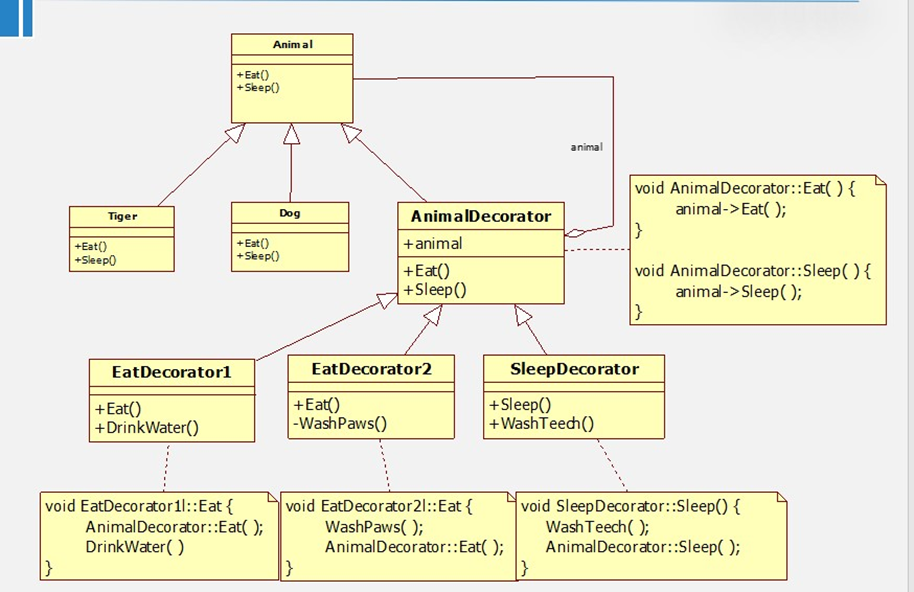 Animal
+Eat()
+Sleep()
animal
Tiger
+Eat()
+Sleep()
Dog
+Eat()
+Sleep()
AnimalDecorator
+animal
+Eat()
+Sleep()
void AnimalDecorator::Eat( ) {
animal->Eat( );
}
void AnimalDecorator::Sleep( ) {
animal->Sleep( );
}
EatDecorator1
+Eat()
+DrinkWater()
EatDecorator2
+Eat()
-WashPaws()
SleepDecorator
+Sleep()
+WashTeech()
void EatDecorator1l::Eat {
AnimalDecorator::Eat( );
DrinkWater( )
}
void EatDecorator2l::Eat {
WashPaws( );
AnimalDecorator::Eat( );
}
void SleepDecorator::Sleep() {
WashTeech( );
AnimalDecorator::Sleep( );
}